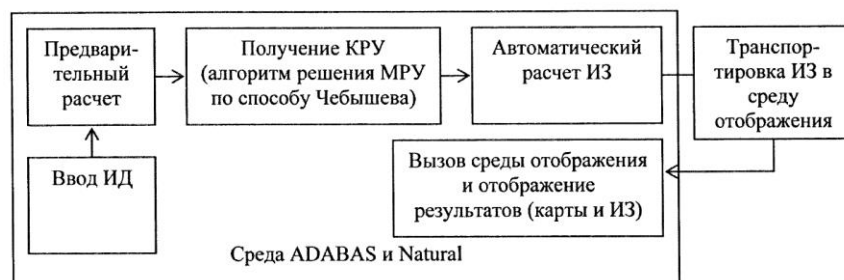 Предвари-
тельный
расчет
Получение КРУ
(алгоритм решения МРУ
по способу Чебышева)
Автоматический
расчет ИЗ
Транспор-
тировка ИЗ в
среду
отображения
Ввод ИД
Вызов среды отображения
и отображение
результатов (карты и ИЗ)
Среда ADABAS и Natural